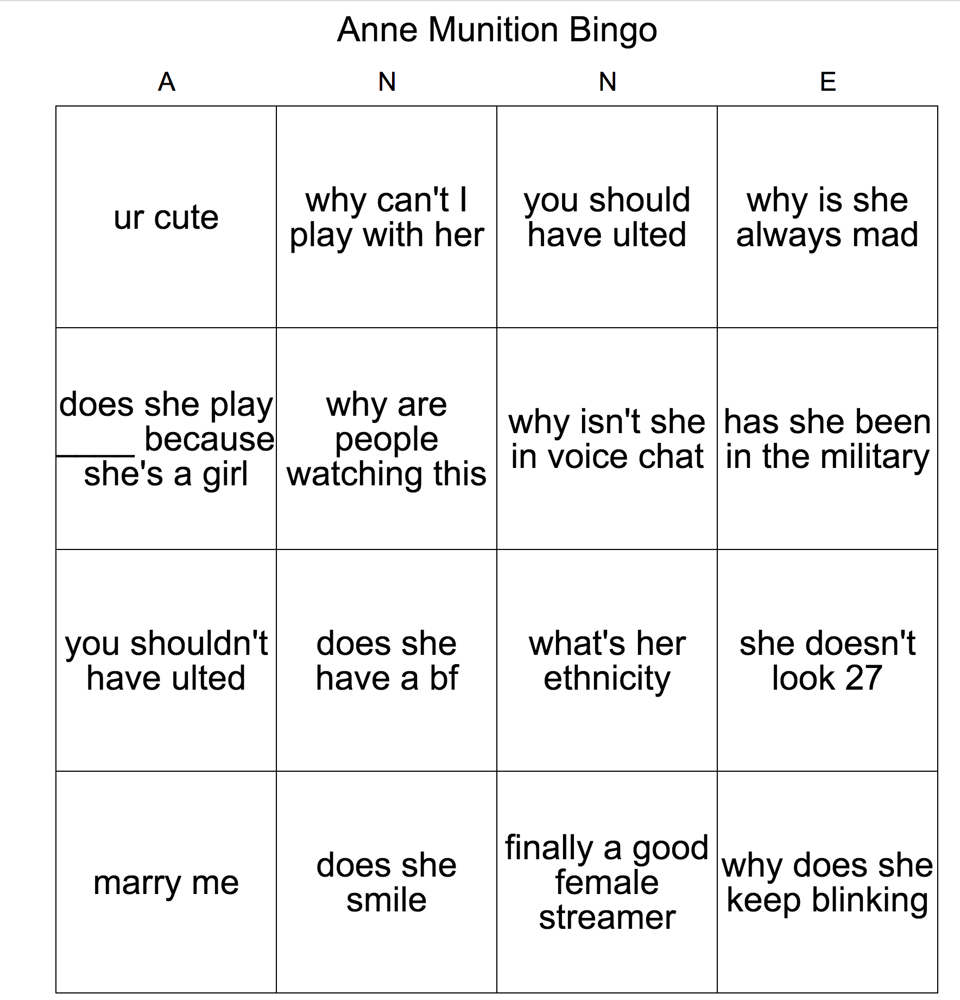 Anne Munition Bingo
A N N E
ur cute
why can't I
play with her
you should
have ulted
why is she
always mad
does she play
____ because
she's a girl
why are
people
watching this
why isn't she
in voice chat
has she been
in the military
you shouldn't
have ulted
does she
have a bf
what's her
ethnicity
she doesn't
look 27
marry me
does she
smile
finally a good
female
streamer
why does she
keep blinking